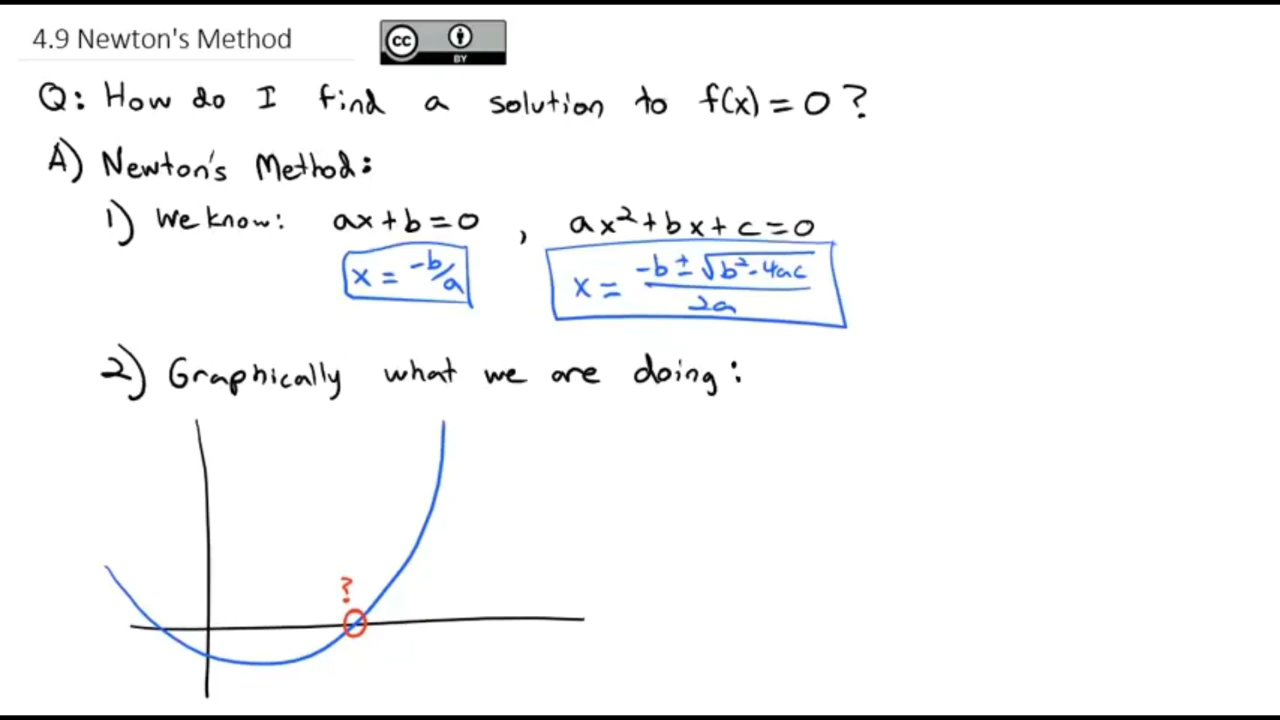 4.9 Newton's Method
cc BY
Q: How do I find a solution to f(x) = 0?
A) Newton's Method:
1) We know: ax + b = 0 , ax² + bx + c = 0
x = -b/a
x = (-b ± √(b² - 4ac))/2a
2) Graphically what we are doing:
?